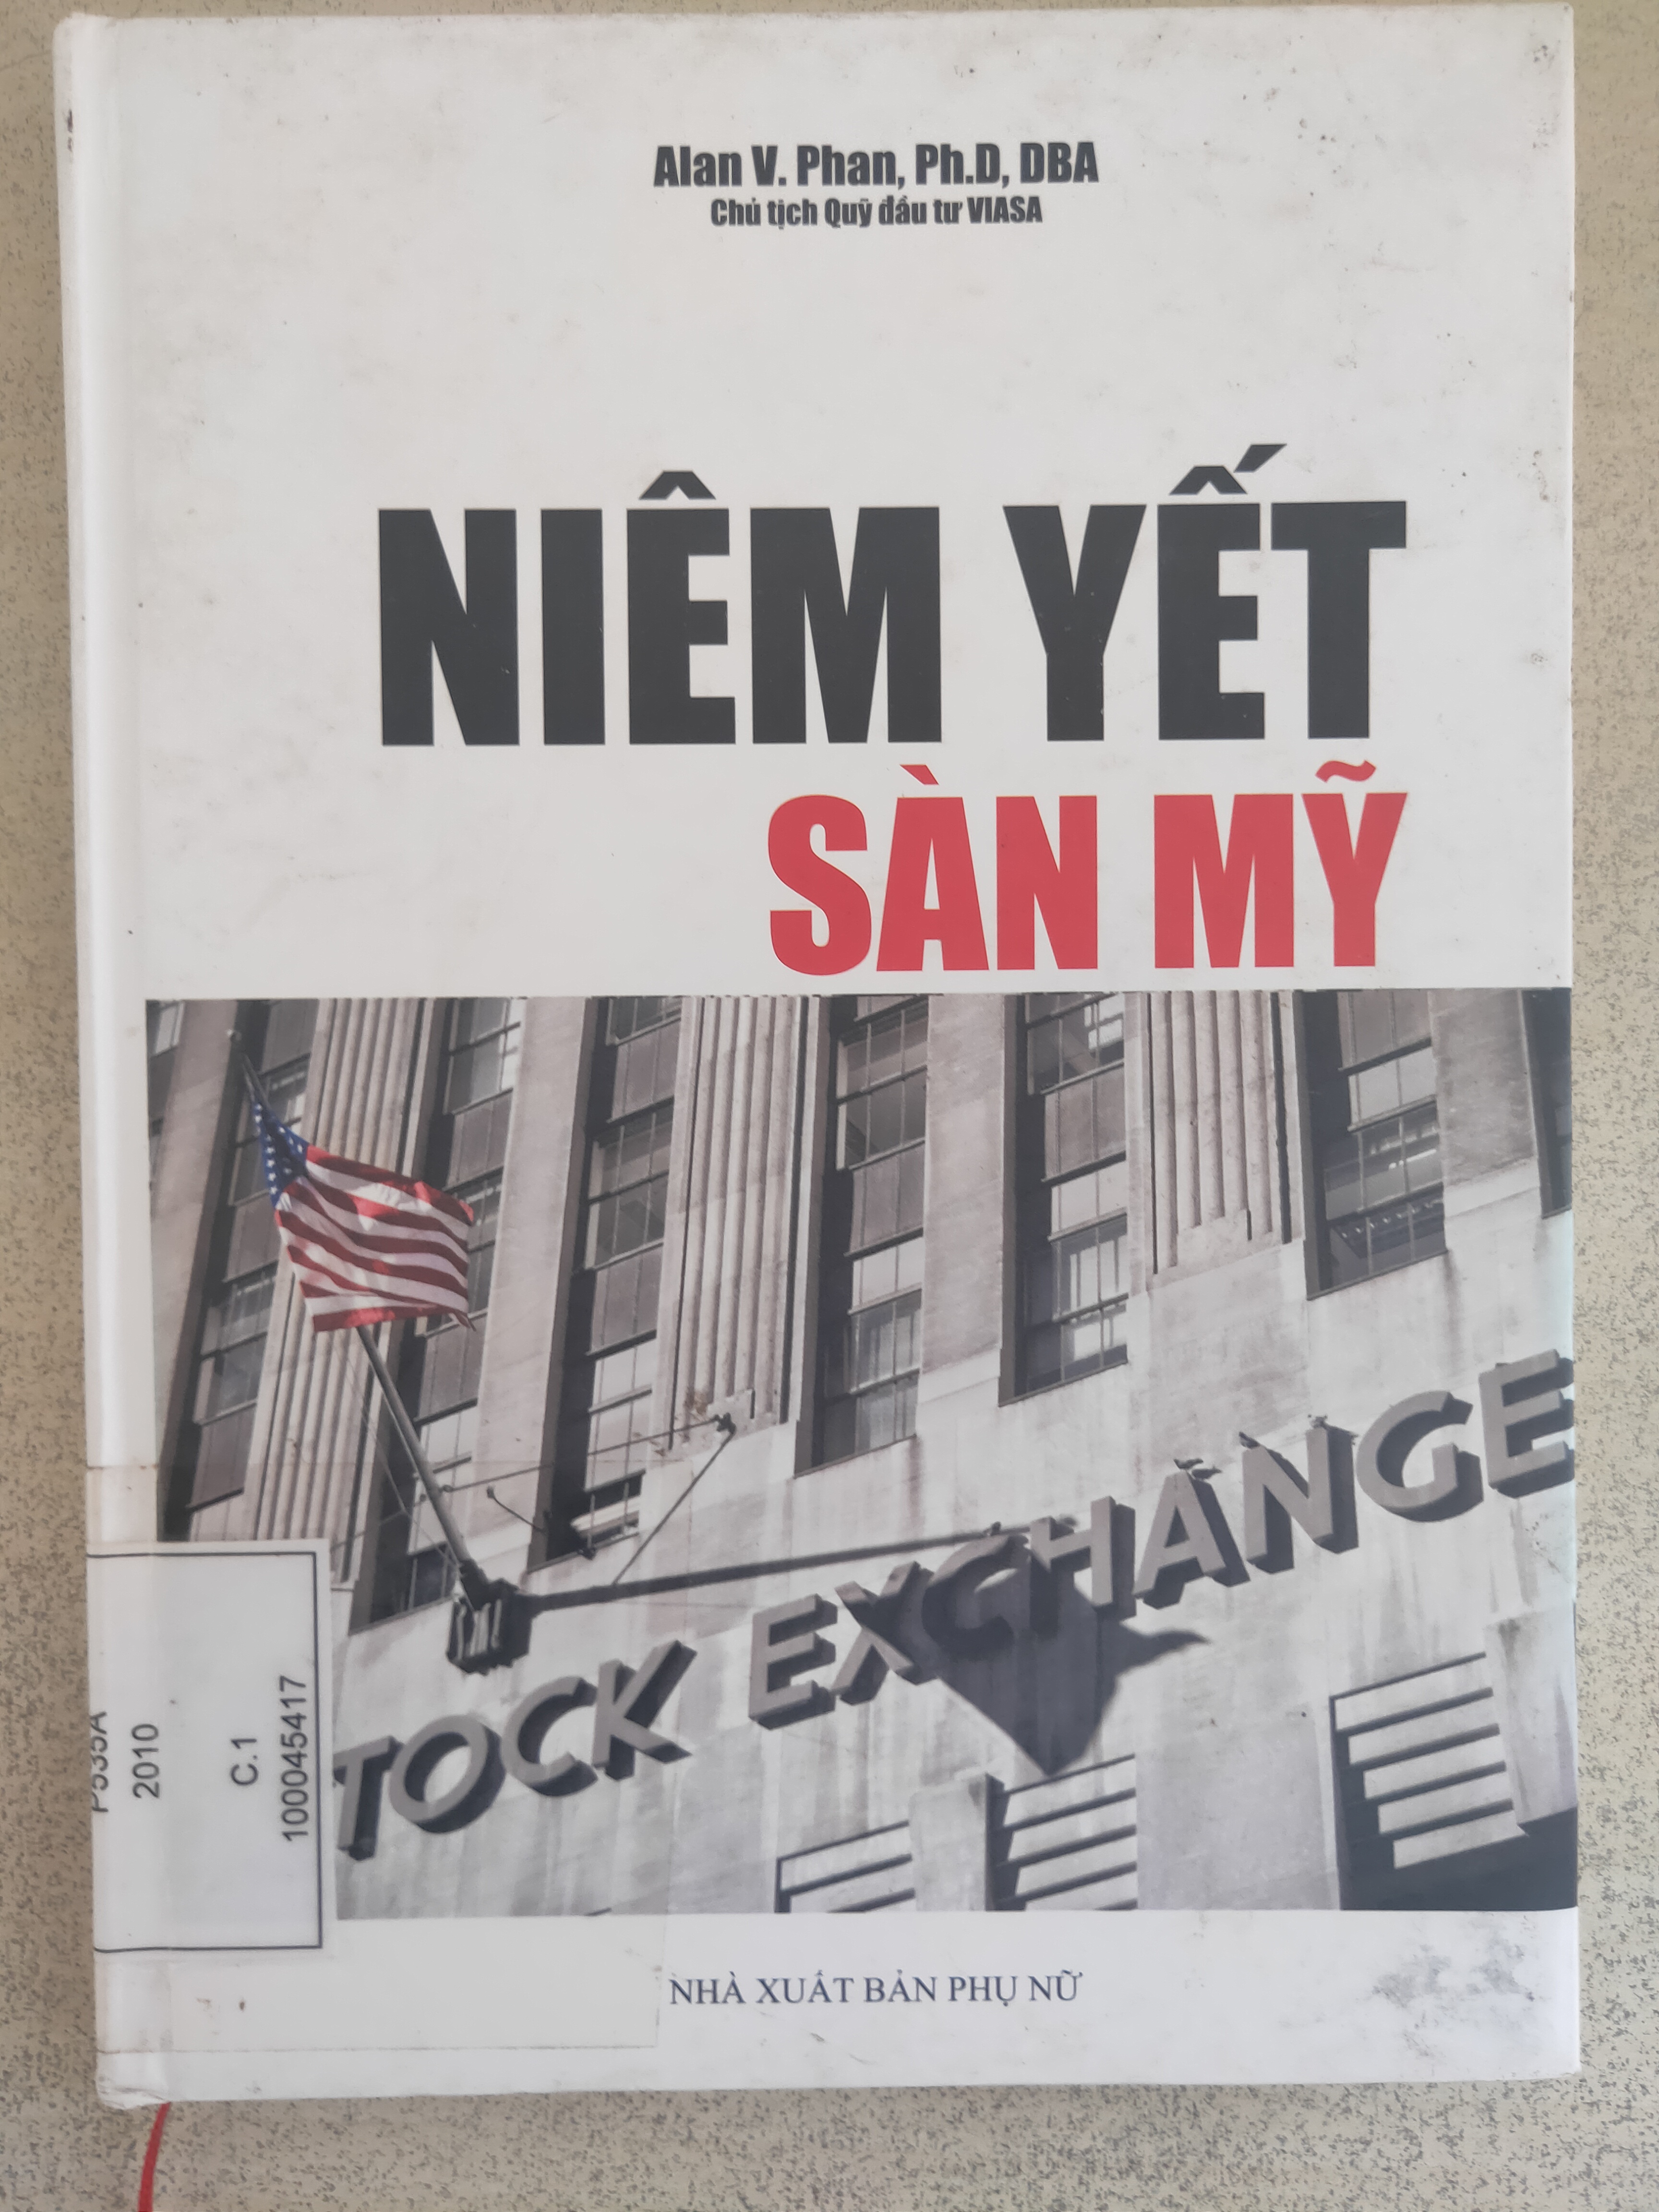 Alan V. Phan, Ph.D, DBA
Chủ tịch Quỹ đầu tư VIASA
NIÊM YẾT
SÀN MỸ
TOCK EXCHANGE
P535A
2010
C.1
100045417
NHÀ XUẤT BẢN PHỤ NỮ